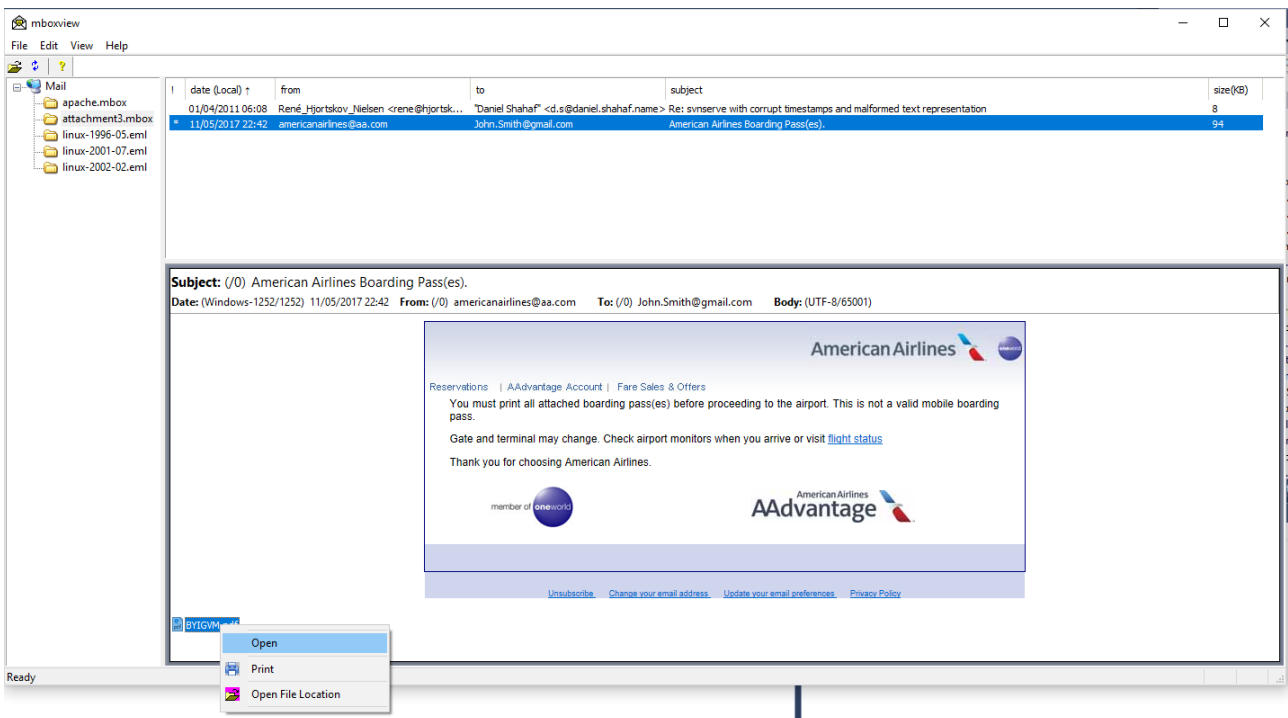 mboxview
File Edit View Help
?
Mail
apache.mbox
attachment3.mbox
linux-1996-05.eml
linux-2001-07.eml
linux-2002-02.eml
! date (Local) ↑ from to subject size(KB)
01/04/2011 06:08 René_Hjortskov_Nielsen <rene@hjortsk... "Daniel Shahaf" <d.s@daniel.shahaf.name> Re: svnserve with corrupt timestamps and malformed text representation 8
* 11/05/2017 22:42 americanairlines@aa.com John.Smith@gmail.com American Airlines Boarding Pass(es). 94
Subject: (/0) American Airlines Boarding Pass(es).
Date: (Windows-1252/1252) 11/05/2017 22:42 From: (/0) americanairlines@aa.com To: (/0) John.Smith@gmail.com Body: (UTF-8/65001)
American Airlines oneworld
Reservations | AAdvantage Account | Fare Sales & Offers
You must print all attached boarding pass(es) before proceeding to the airport. This is not a valid mobile boarding
pass.
Gate and terminal may change. Check airport monitors when you arrive or visit flight status
Thank you for choosing American Airlines.
member of oneworld
American Airlines
AAdvantage
Unsubscribe Change your email address Update your email preferences Privacy Policy
Open
Print
Open File Location
Ready